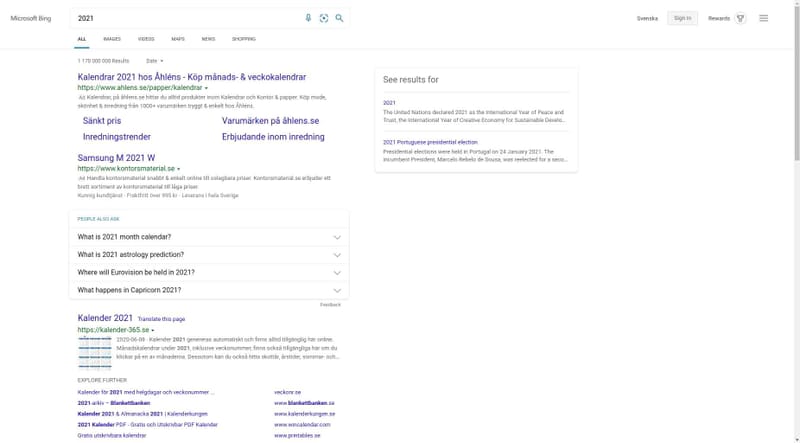 Microsoft Bing
2021
Svenska
Sign in
Rewards
ALL IMAGES VIDEOS MAPS NEWS SHOPPING
1 170 000 000 Results Date
Kalendrar 2021 hos Åhléns - Köp månads- & veckokalendrar
https://www.ahlens.se/papper/kalendrar
Ad Kalendrar, på åhlens.se hittar du alltid produkter inom Kalendrar och Kontor & papper. Köp mode,
skönhet & inredning från 1000+ varumärken tryggt & enkelt hos Åhléns.
Sänkt pris Varumärken på åhlens.se
Inredningstrender Erbjudande inom inredning
Samsung M 2021 W
https://www.kontorsmaterial.se
Ad Handla kontorsmaterial snabbt & enkelt online till oslagbara priser. Kontorsmaterial.se erbjuder ett
brett sortiment av kontorsmaterial till låga priser.
Kunnig kundtjänst · Fraktfritt över 995 kr · Leverans i hela Sverige
PEOPLE ALSO ASK
What is 2021 month calendar?
What is 2021 astrology prediction?
Where will Eurovision be held in 2021?
What happens in Capricorn 2021?
Feedback
Kalender 2021 Translate this page
https://kalender-365.se
2020-06-08 · Kalender 2021 genereras automatiskt och finns alltid tillgänglig här online.
Månadskalendrar under 2021, inklusive veckonummer, finns också tillgängliga här om du
klickar på en av månaderna. Dessutom kan du också hitta skottår, årstider, sommar- och...
EXPLORE FURTHER
Kalender för 2021 med helgdagar och veckonummer ... veckonr.se
2021 arkiv – Blankettbanken www.blankettbanken.se
Kalender 2021 & Almanacka 2021 | Kalenderkungen www.kalenderkungen.se
2021 Kalender PDF - Gratis och Utskrivbar PDF Kalender www.wincalendar.com
Gratis utskrivbara kalendrar www.printables.se
See results for
2021
The United Nations declared 2021 as the International Year of Peace and
Trust, the International Year of Creative Economy for Sustainable Develo...
2021 Portuguese presidential election
Presidential elections were held in Portugal on 24 January 2021. The
incumbent President, Marcelo Rebelo de Sousa, was reelected for a seco...